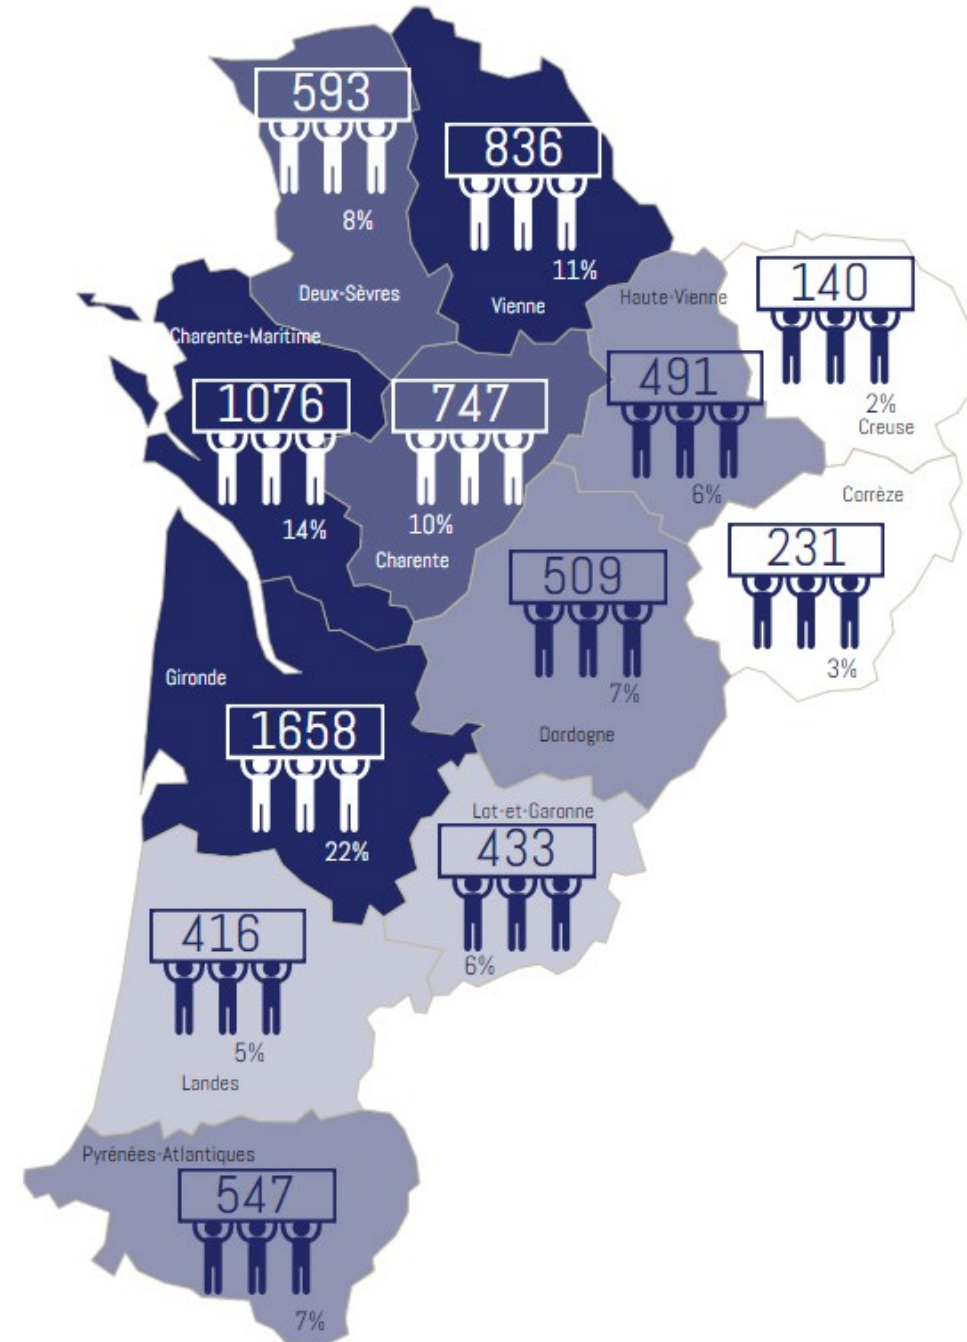 593
8%
Deux-Sèvres
836
11%
Vienne
Haute-Vienne
491
6%
140
2%
Creuse
Charente-Maritime
1076
14%
747
10%
Charente
Corrèze
231
3%
509
7%
Dordogne
Gironde
1658
22%
Lot-et-Garonne
433
6%
416
5%
Landes
Pyrénées-Atlantiques
547
7%